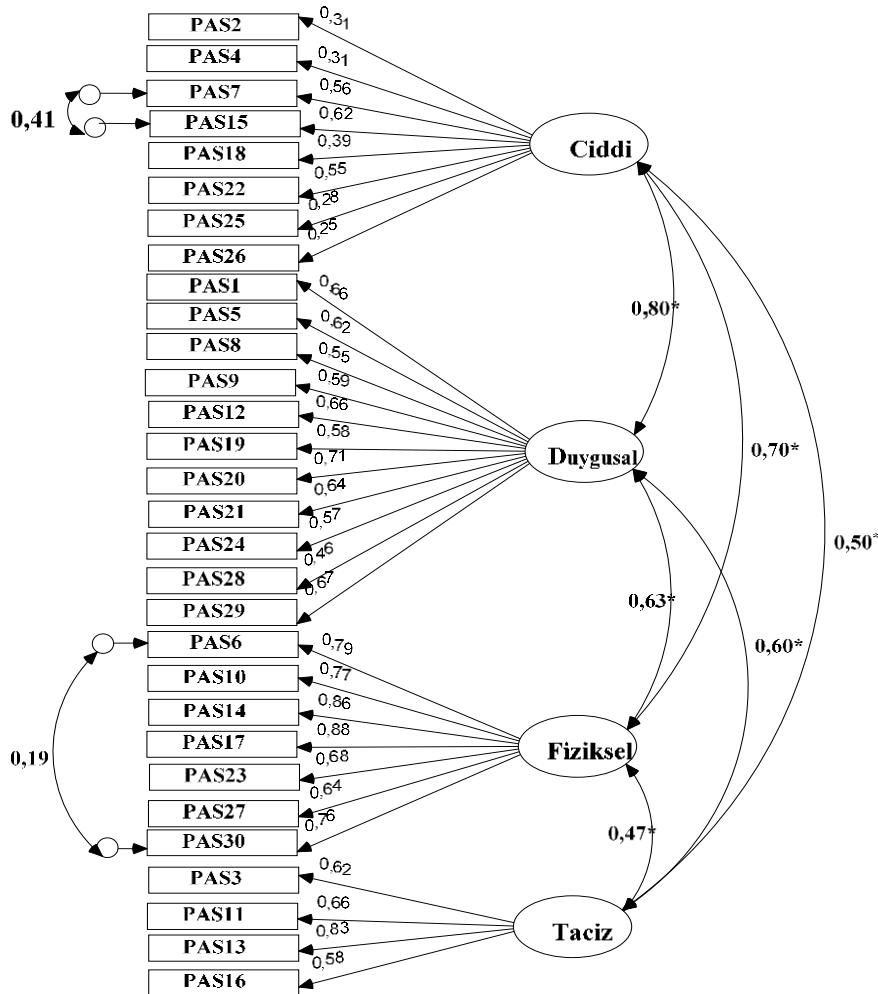 PAS2 0,31
PAS4 0,31
PAS7 0,56
0,41
PAS15 0,62
Ciddi
PAS18 0,39
PAS22 0,55
PAS25 0,28
PAS26 0,25
PAS1 0,66
0,80*
PAS5 0,62
PAS8 0,55
PAS9 0,59
PAS12 0,66
PAS19 0,58
0,70*
Duygusal
PAS20 0,71
PAS21 0,64
PAS24 0,57
0,50*
PAS28 0,46
PAS29 0,67
0,63*
PAS6 0,79
0,60*
PAS10 0,77
PAS14 0,86
PAS17 0,88
Fiziksel
0,19
PAS23 0,68
PAS27 0,64
PAS30 0,76
0,47*
PAS3 0,62
PAS11 0,66
Taciz
PAS13 0,83
PAS16 0,58